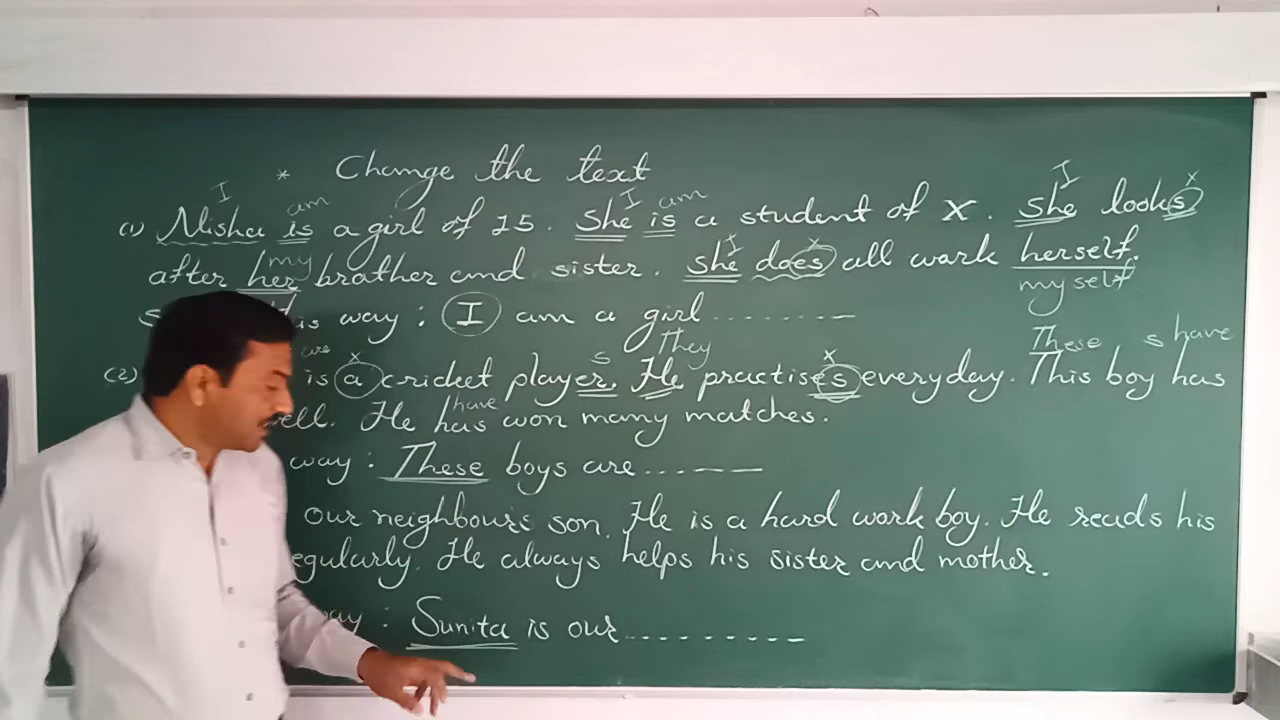 * Change the text
I am I am I x
(1) Misha is a girl of 15. She is a student of X. She looks
my I x
after her brother and sister. She does all work herself.
myself
is way : I am a girl ........
are x s They x These s have
(2) is a cricket player. He practises everyday. This boy has
have
He has won many matches.
way : These boys are ........
our neighbour's son. He is a hard work boy. He reads his
egularly. He always helps his sister and mother.
way : Sunita is our .........